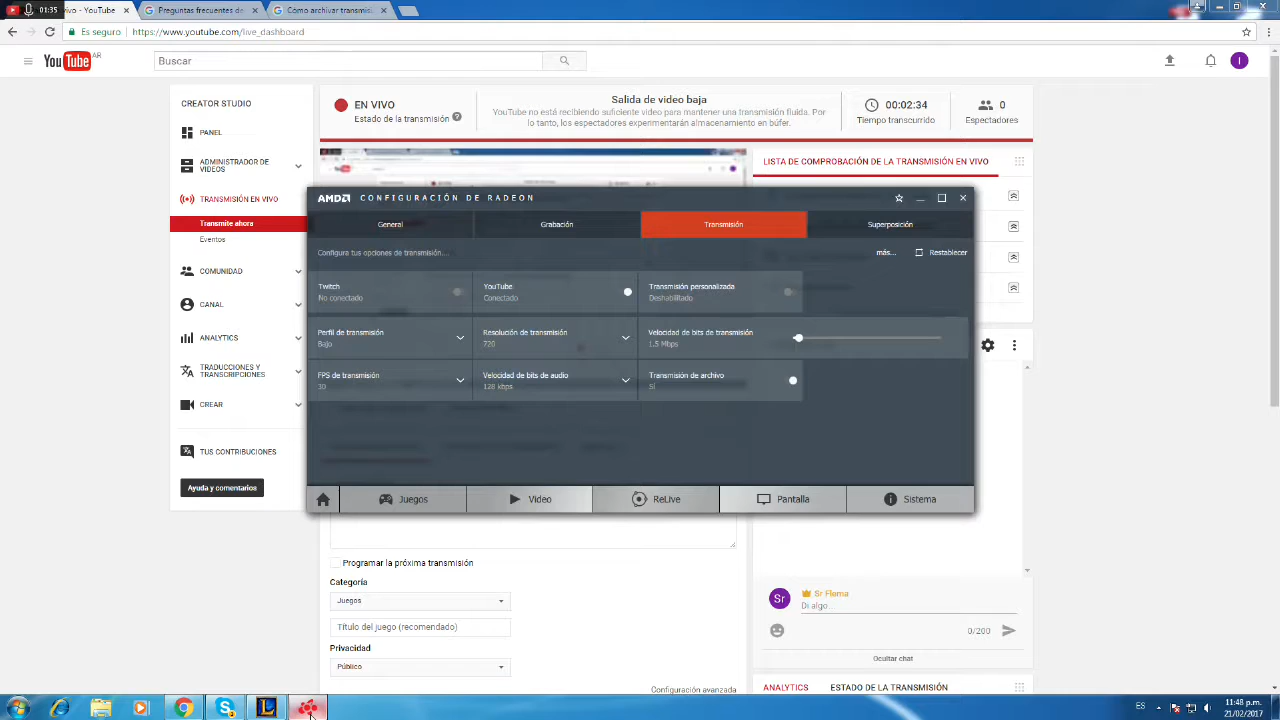 01:35
vivo - YouTube
Preguntas frecuentes de
Cómo archivar transmis
Es seguro
https://www.youtube.com/live_dashboard
YouTube AR
Buscar
I
CREATOR STUDIO
PANEL
ADMINISTRADOR DE
VIDEOS
TRANSMISIÓN EN VIVO
Transmite ahora
Eventos
COMUNIDAD
CANAL
ANALYTICS
TRADUCCIONES Y
TRANSCRIPCIONES
CREAR
TUS CONTRIBUCIONES
Ayuda y comentarios
EN VIVO
Estado de la transmisión
Salida de video baja
YouTube no está recibiendo suficiente video para mantener una transmisión fluida. Por
lo tanto, los espectadores experimentarán almacenamiento en búfer.
00:02:34
Tiempo transcurrido
0
Espectadores
LISTA DE COMPROBACIÓN DE LA TRANSMISIÓN EN VIVO
AMD CONFIGURACIÓN DE RADEON
General
Grabación
Transmisión
Superposición
Configura tus opciones de transmisión...
más...
Restablecer
Twitch
No conectado
YouTube
Conectado
Transmisión personalizada
Deshabilitado
Perfil de transmisión
Bajo
Resolución de transmisión
720
Velocidad de bits de transmisión
1.5 Mbps
FPS de transmisión
30
Velocidad de bits de audio
128 kbps
Transmisión de archivo
Sí
Juegos
Video
ReLive
Pantalla
Sistema
Programar la próxima transmisión
Categoría
Juegos
Título del juego (recomendado)
Privacidad
Público
Configuración avanzada
Sr
Sr Flema
Di algo...
0/200
Ocultar chat
ANALYTICS
ESTADO DE LA TRANSMISIÓN
ES
11:48 p.m.
21/02/2017